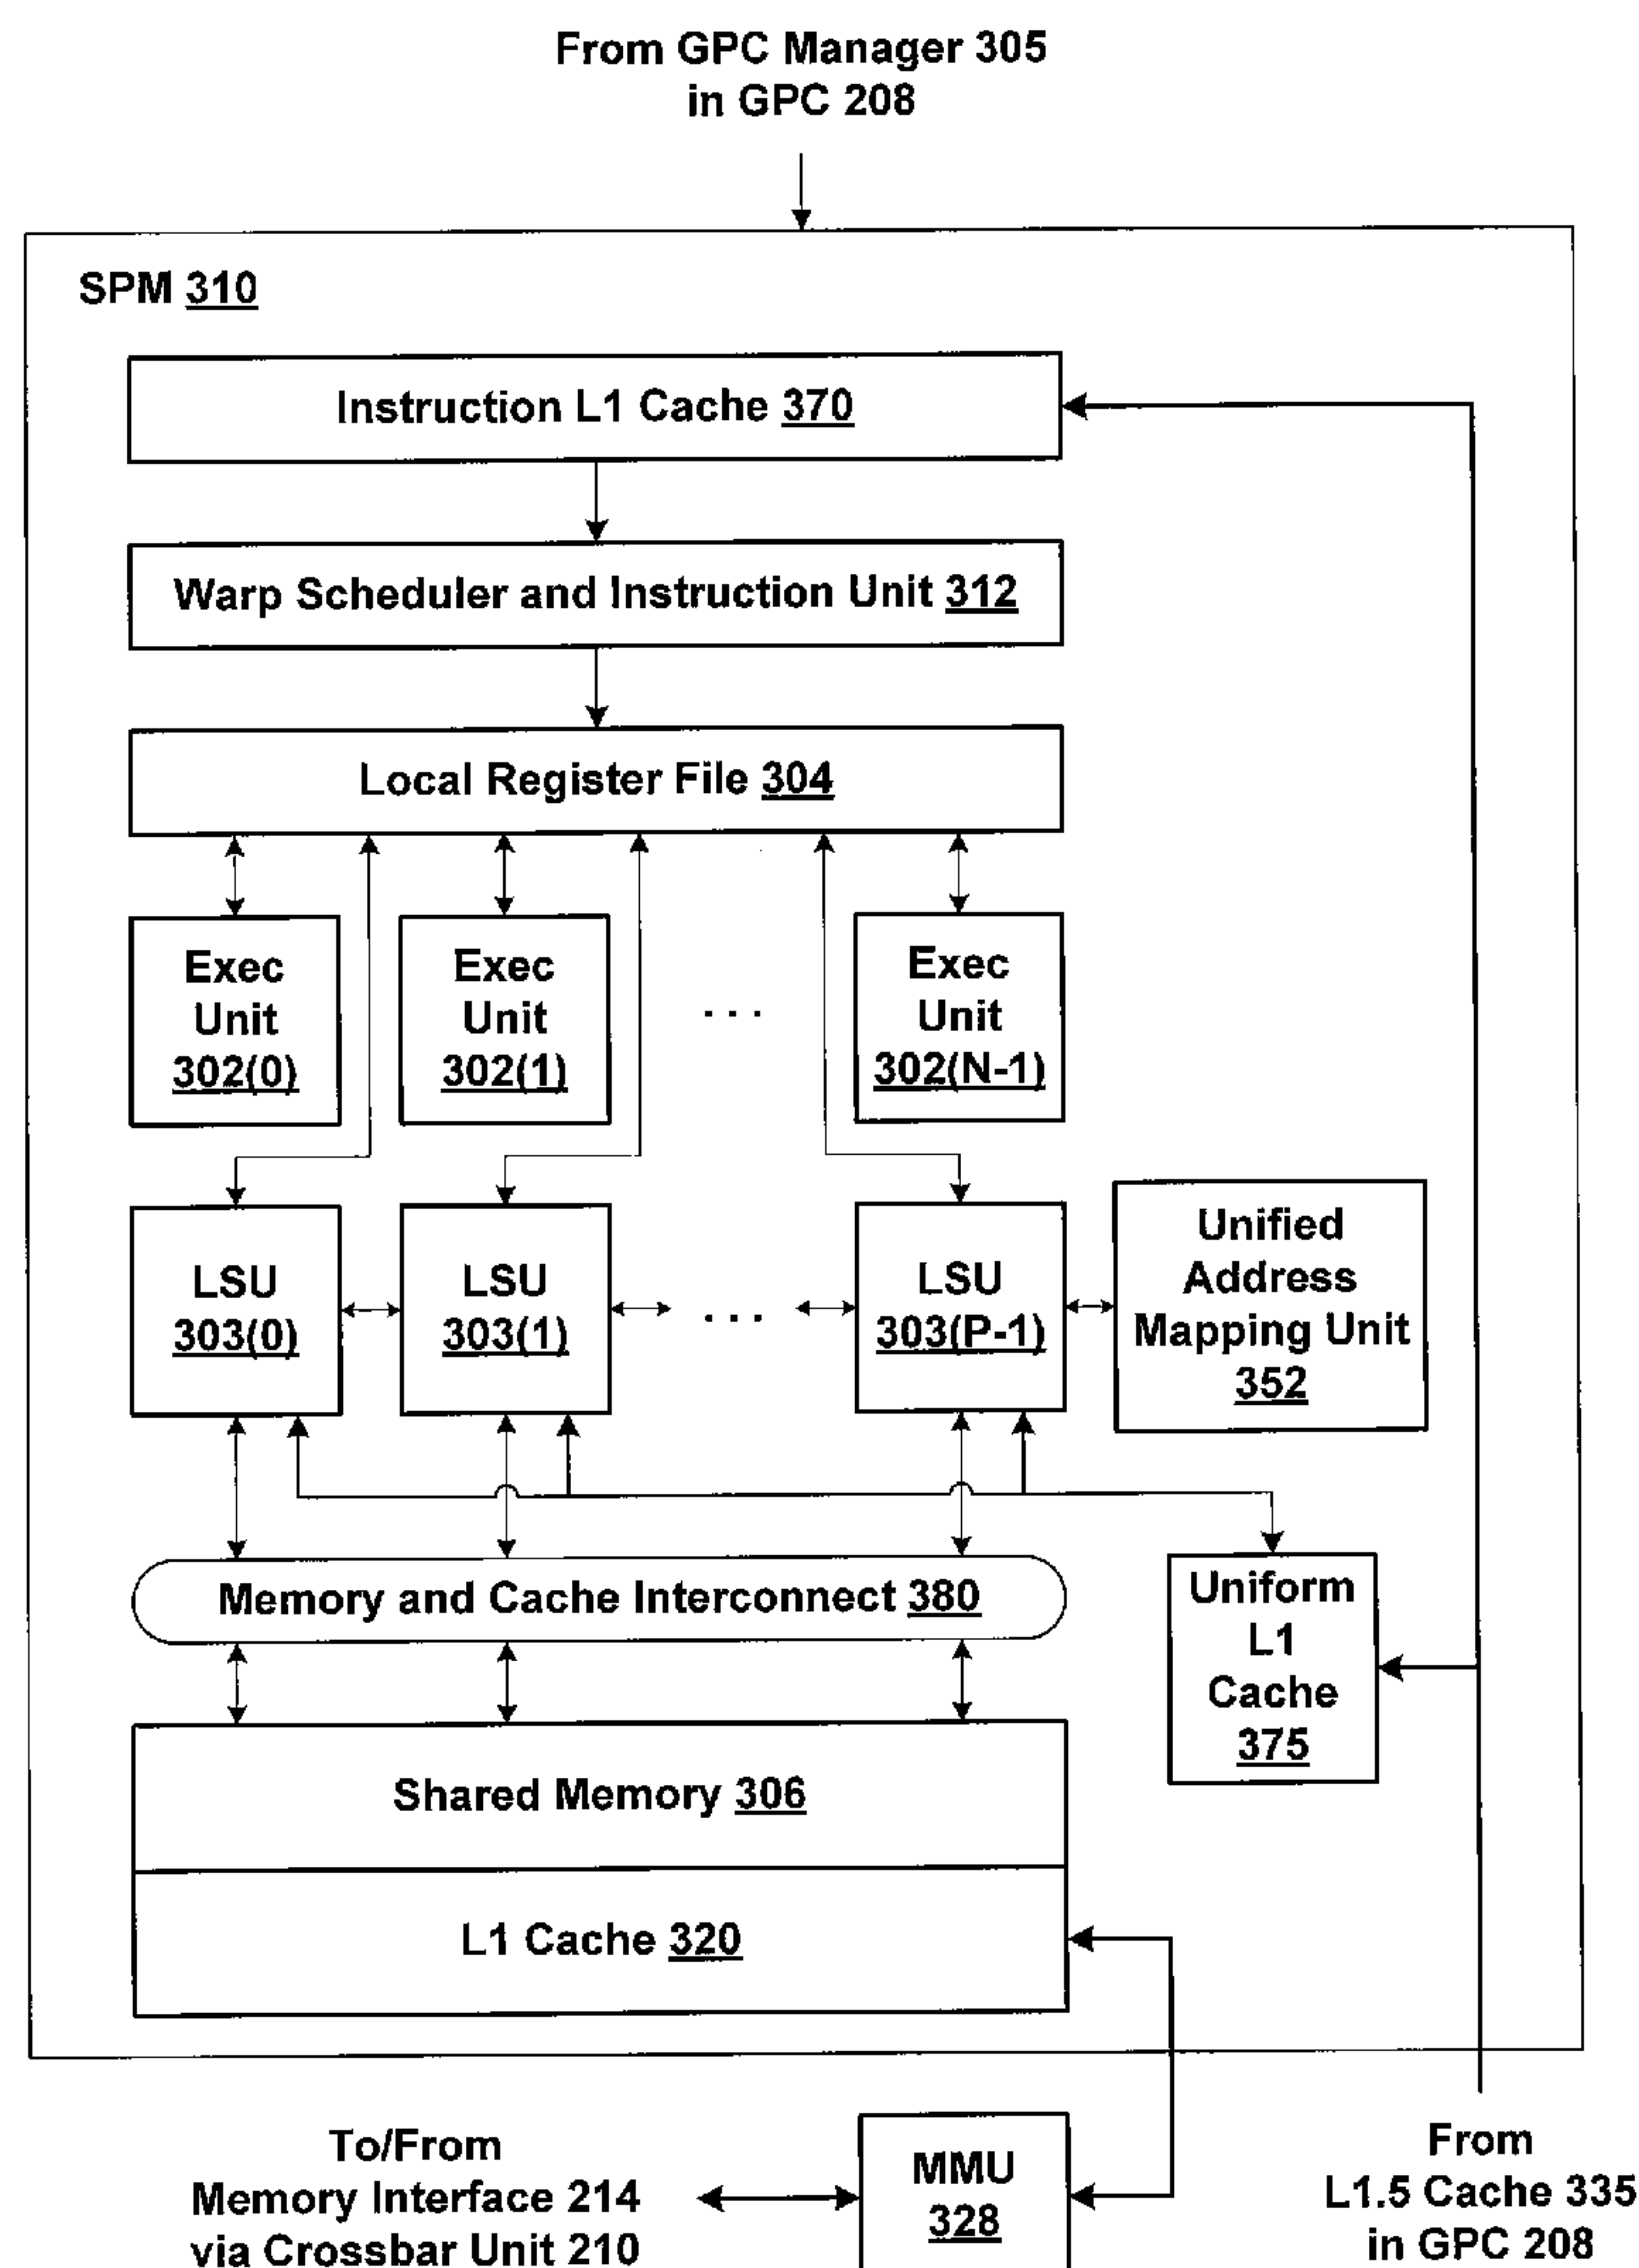 From GPC Manager 305
in GPC 208
SPM 310
Instruction L1 Cache 370
Warp Scheduler and Instruction Unit 312
Local Register File 304
Exec
Unit
302(0)
Exec
Unit
302(1)
. . .
Exec
Unit
302(N-1)
LSU
303(0)
LSU
303(1)
. . .
LSU
303(P-1)
Unified
Address
Mapping Unit
352
Memory and Cache Interconnect 380
Uniform
L1
Cache
375
Shared Memory 306
L1 Cache 320
To/From
Memory Interface 214
via Crossbar Unit 210
MMU
328
From
L1.5 Cache 335
in GPC 208